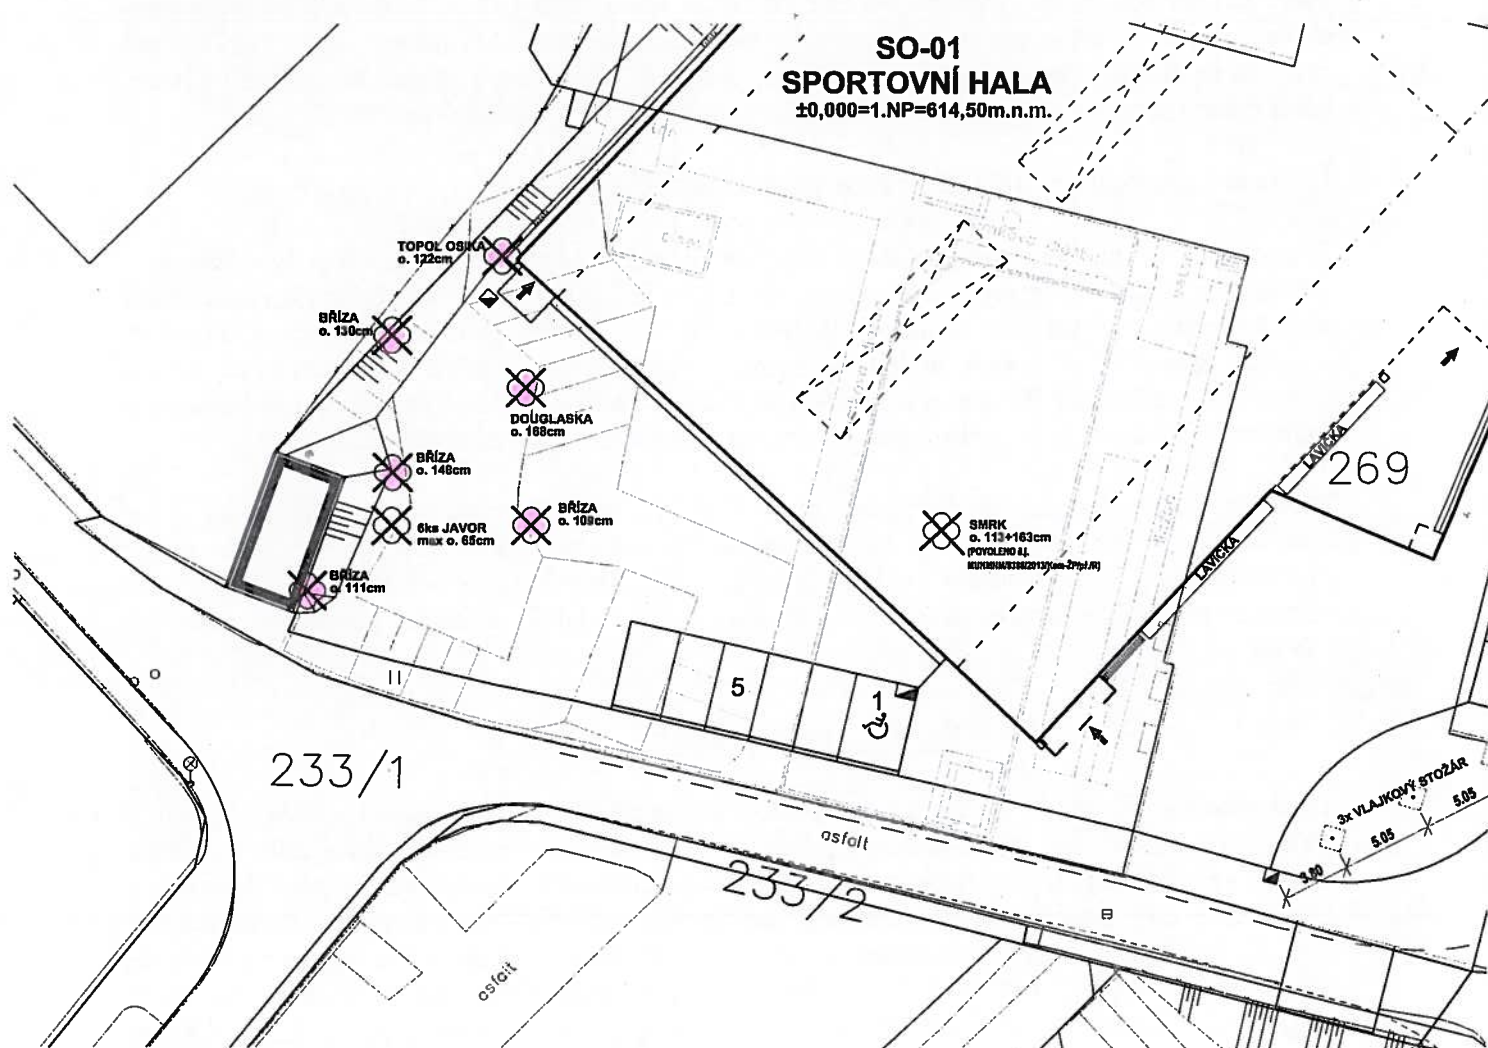 SO-01
SPORTOVNÍ HALA
±0,000=1.NP=614,50m.n.m.
TOPOL OSIKA
o. 122cm
BŘÍZA
o. 130cm
DOUGLASKA
o. 168cm
BŘÍZA
o. 148cm
BŘÍZA
o. 109cm
6ks JAVOR
max o. 65cm
BŘÍZA
o. 111cm
SMRK
o. 113+163cm
LAVIČKA
LAVIČKA
269
5
1
233/1
asfalt
233/2
asfalt
3x VLAJKOVÝ STOŽÁR
5.05
5.05
3.80